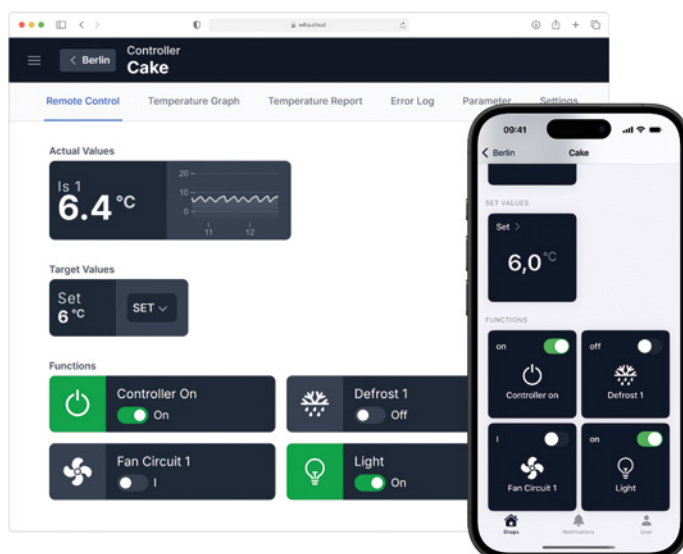 wiha.cloud
Berlin
Controller
Cake
Remote Control
Temperature Graph
Temperature Report
Error Log
Parameter
Settings
Actual Values
Is 1
6.4 °C
20
10
0
11 12
Target Values
Set
6 °C
SET
Functions
Controller On
On
Defrost 1
Off
Fan Circuit 1
I
Light
On
09:41
Berlin
Cake
SET VALUES
Set
6,0 °C
FUNCTIONS
on
Controller on
off
Defrost 1
I
Fan Circuit 1
on
Light
Shops
Notifications
User